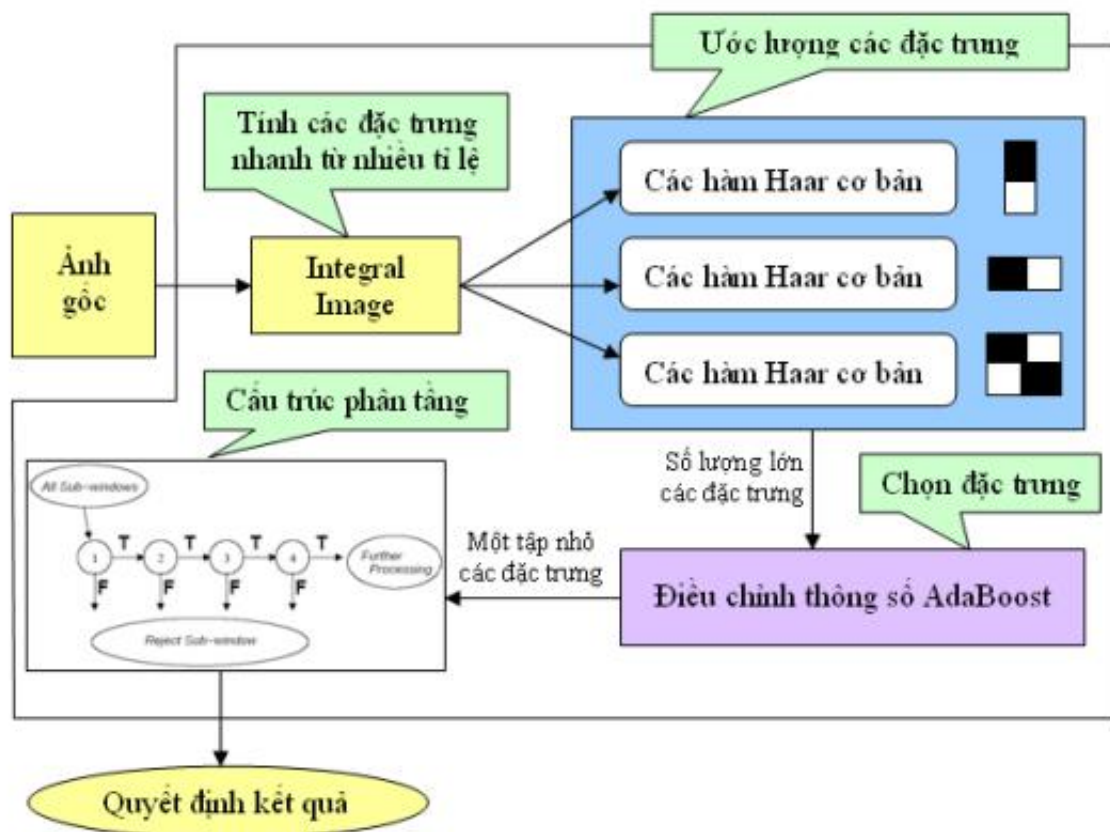 Ước lượng các đặc trưng
Tính các đặc trưng
nhanh từ nhiều tỉ lệ
Các hàm Haar cơ bản
Ảnh
gốc
Integral
Image
Các hàm Haar cơ bản
Các hàm Haar cơ bản
Cấu trúc phân tầng
Số lượng lớn
các đặc trưng
Chọn đặc trưng
All Sub-windows
T
T
T
T
1
2
3
4
Further
Processing
F
F
F
F
Reject Sub-window
Một tập nhỏ
các đặc trưng
Điều chỉnh thông số AdaBoost
Quyết định kết quả